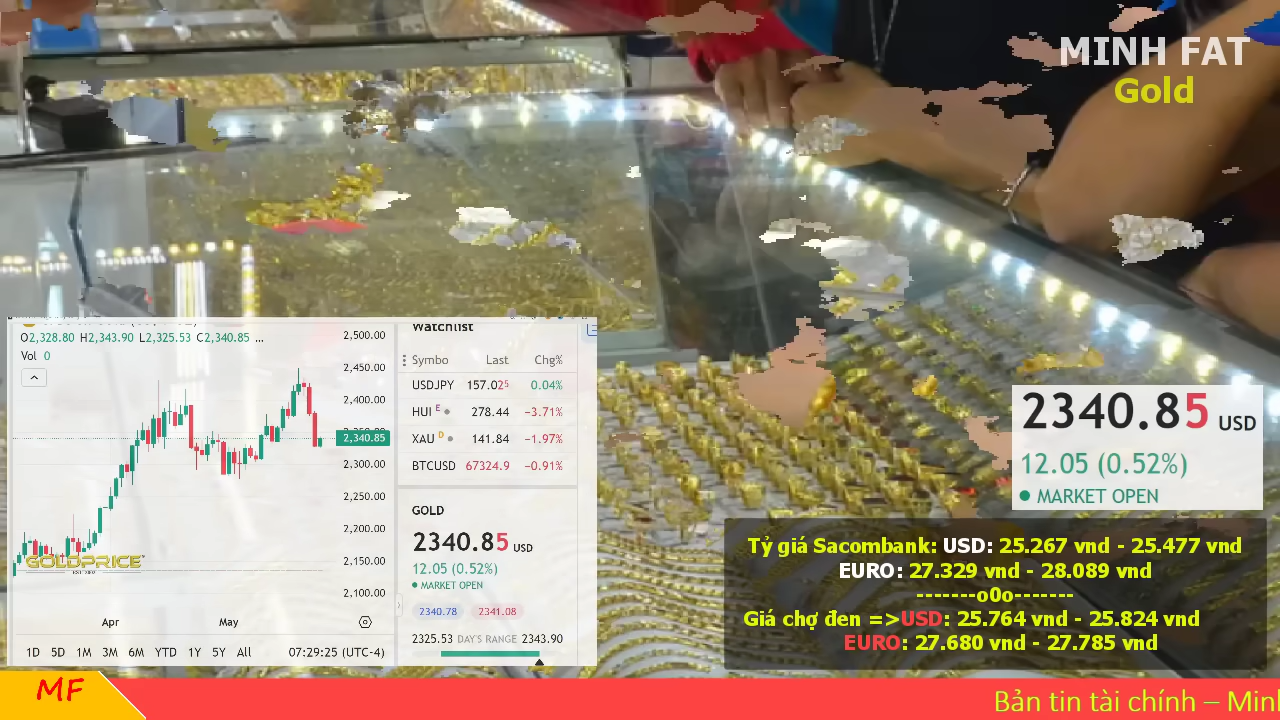 MINH FAT
Gold
O2,328.80 H2,343.90 L2,325.53 C2,340.85 ...
Vol 0
2,500.00
2,450.00
2,400.00
2,340.85
2,300.00
2,250.00
2,200.00
2,150.00
2,100.00
GOLDPRICE
Apr May
1D 5D 1M 3M 6M YTD 1Y 5Y All 07:29:25 (UTC-4)
Watchlist
Symbo Last Chg%
USDJPY 157.025 0.04%
HUI E 278.44 −3.71%
XAU D 141.84 −1.97%
BTCUSD 67324.9 −0.91%
GOLD
2340.85 USD
12.05 (0.52%)
MARKET OPEN
2340.78 2341.08
2325.53 DAY'S RANGE 2343.90
2340.85 USD
12.05 (0.52%)
MARKET OPEN
Tỷ giá Sacombank: USD: 25.267 vnd - 25.477 vnd
EURO: 27.329 vnd - 28.089 vnd
-------o0o-------
Giá chợ đen =>USD: 25.764 vnd - 25.824 vnd
EURO: 27.680 vnd - 27.785 vnd
MF
Bản tin tài chính – Minh